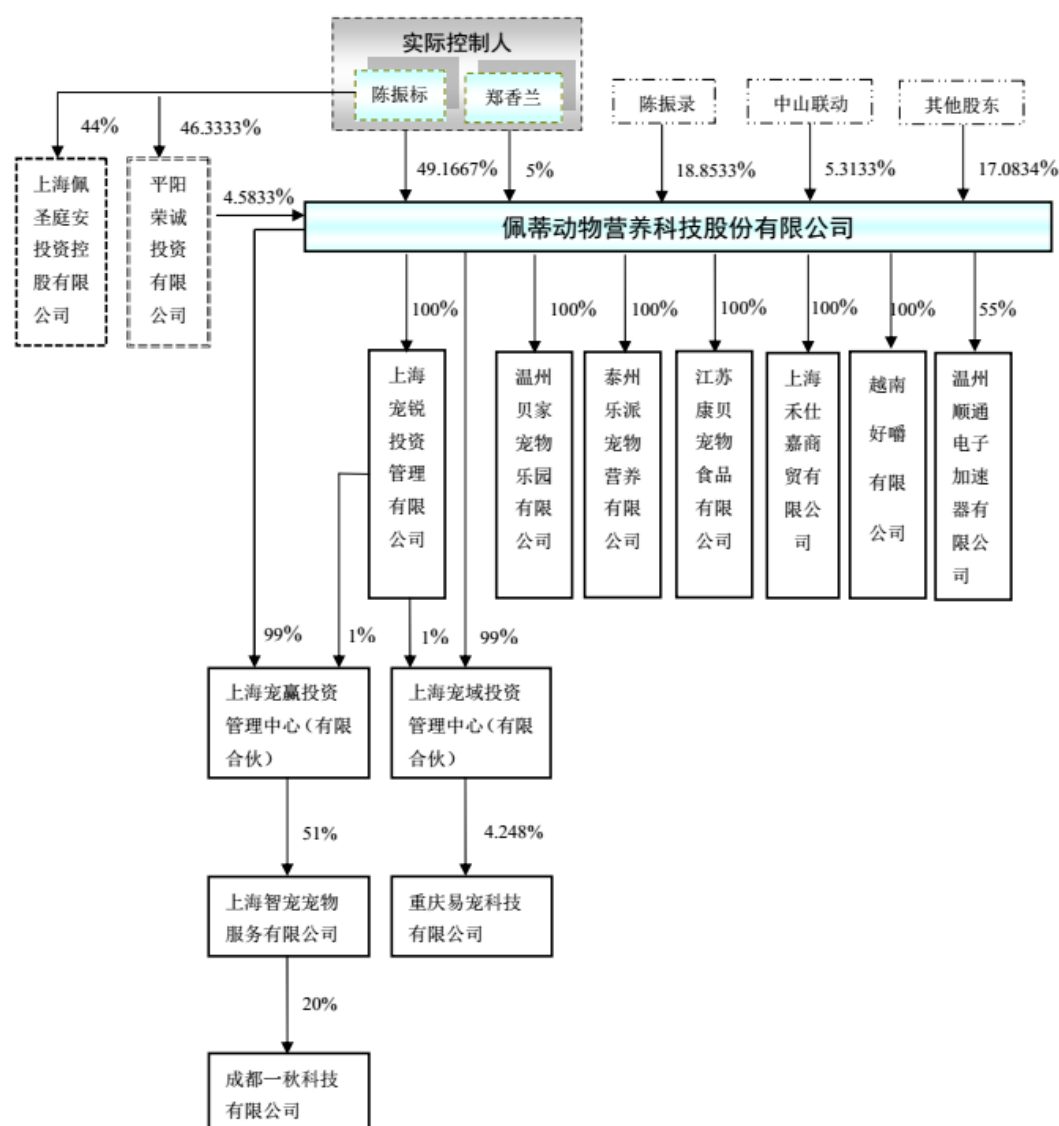 实际控制人
陈振标
郑香兰
陈振录
中山联动
其他股东
44%
46.3333%
49.1667%
5%
18.8533%
5.3133%
17.0834%
上海佩
圣庭安
投资控
股有限
公司
平阳
荣诚
投资
有限
公司
4.5833%
佩蒂动物营养科技股份有限公司
100%
100%
100%
100%
100%
100%
55%
上海
宠锐
投资
管理
有限
公司
温州
贝家
宠物
乐园
有限
公司
泰州
乐派
宠物
营养
有限
公司
江苏
康贝
宠物
食品
有限
公司
上海
禾仕
嘉商
贸有
限公
司
越南
好嚼
有限
公司
温州
顺通
电子
加速
器有
限公
司
99%
1%
1%
99%
上海宠赢投资
管理中心（有限
合伙）
上海宠域投资
管理中心（有限
合伙）
51%
4.248%
上海智宠宠物
服务有限公司
重庆易宠科技
有限公司
20%
成都一秋科技
有限公司